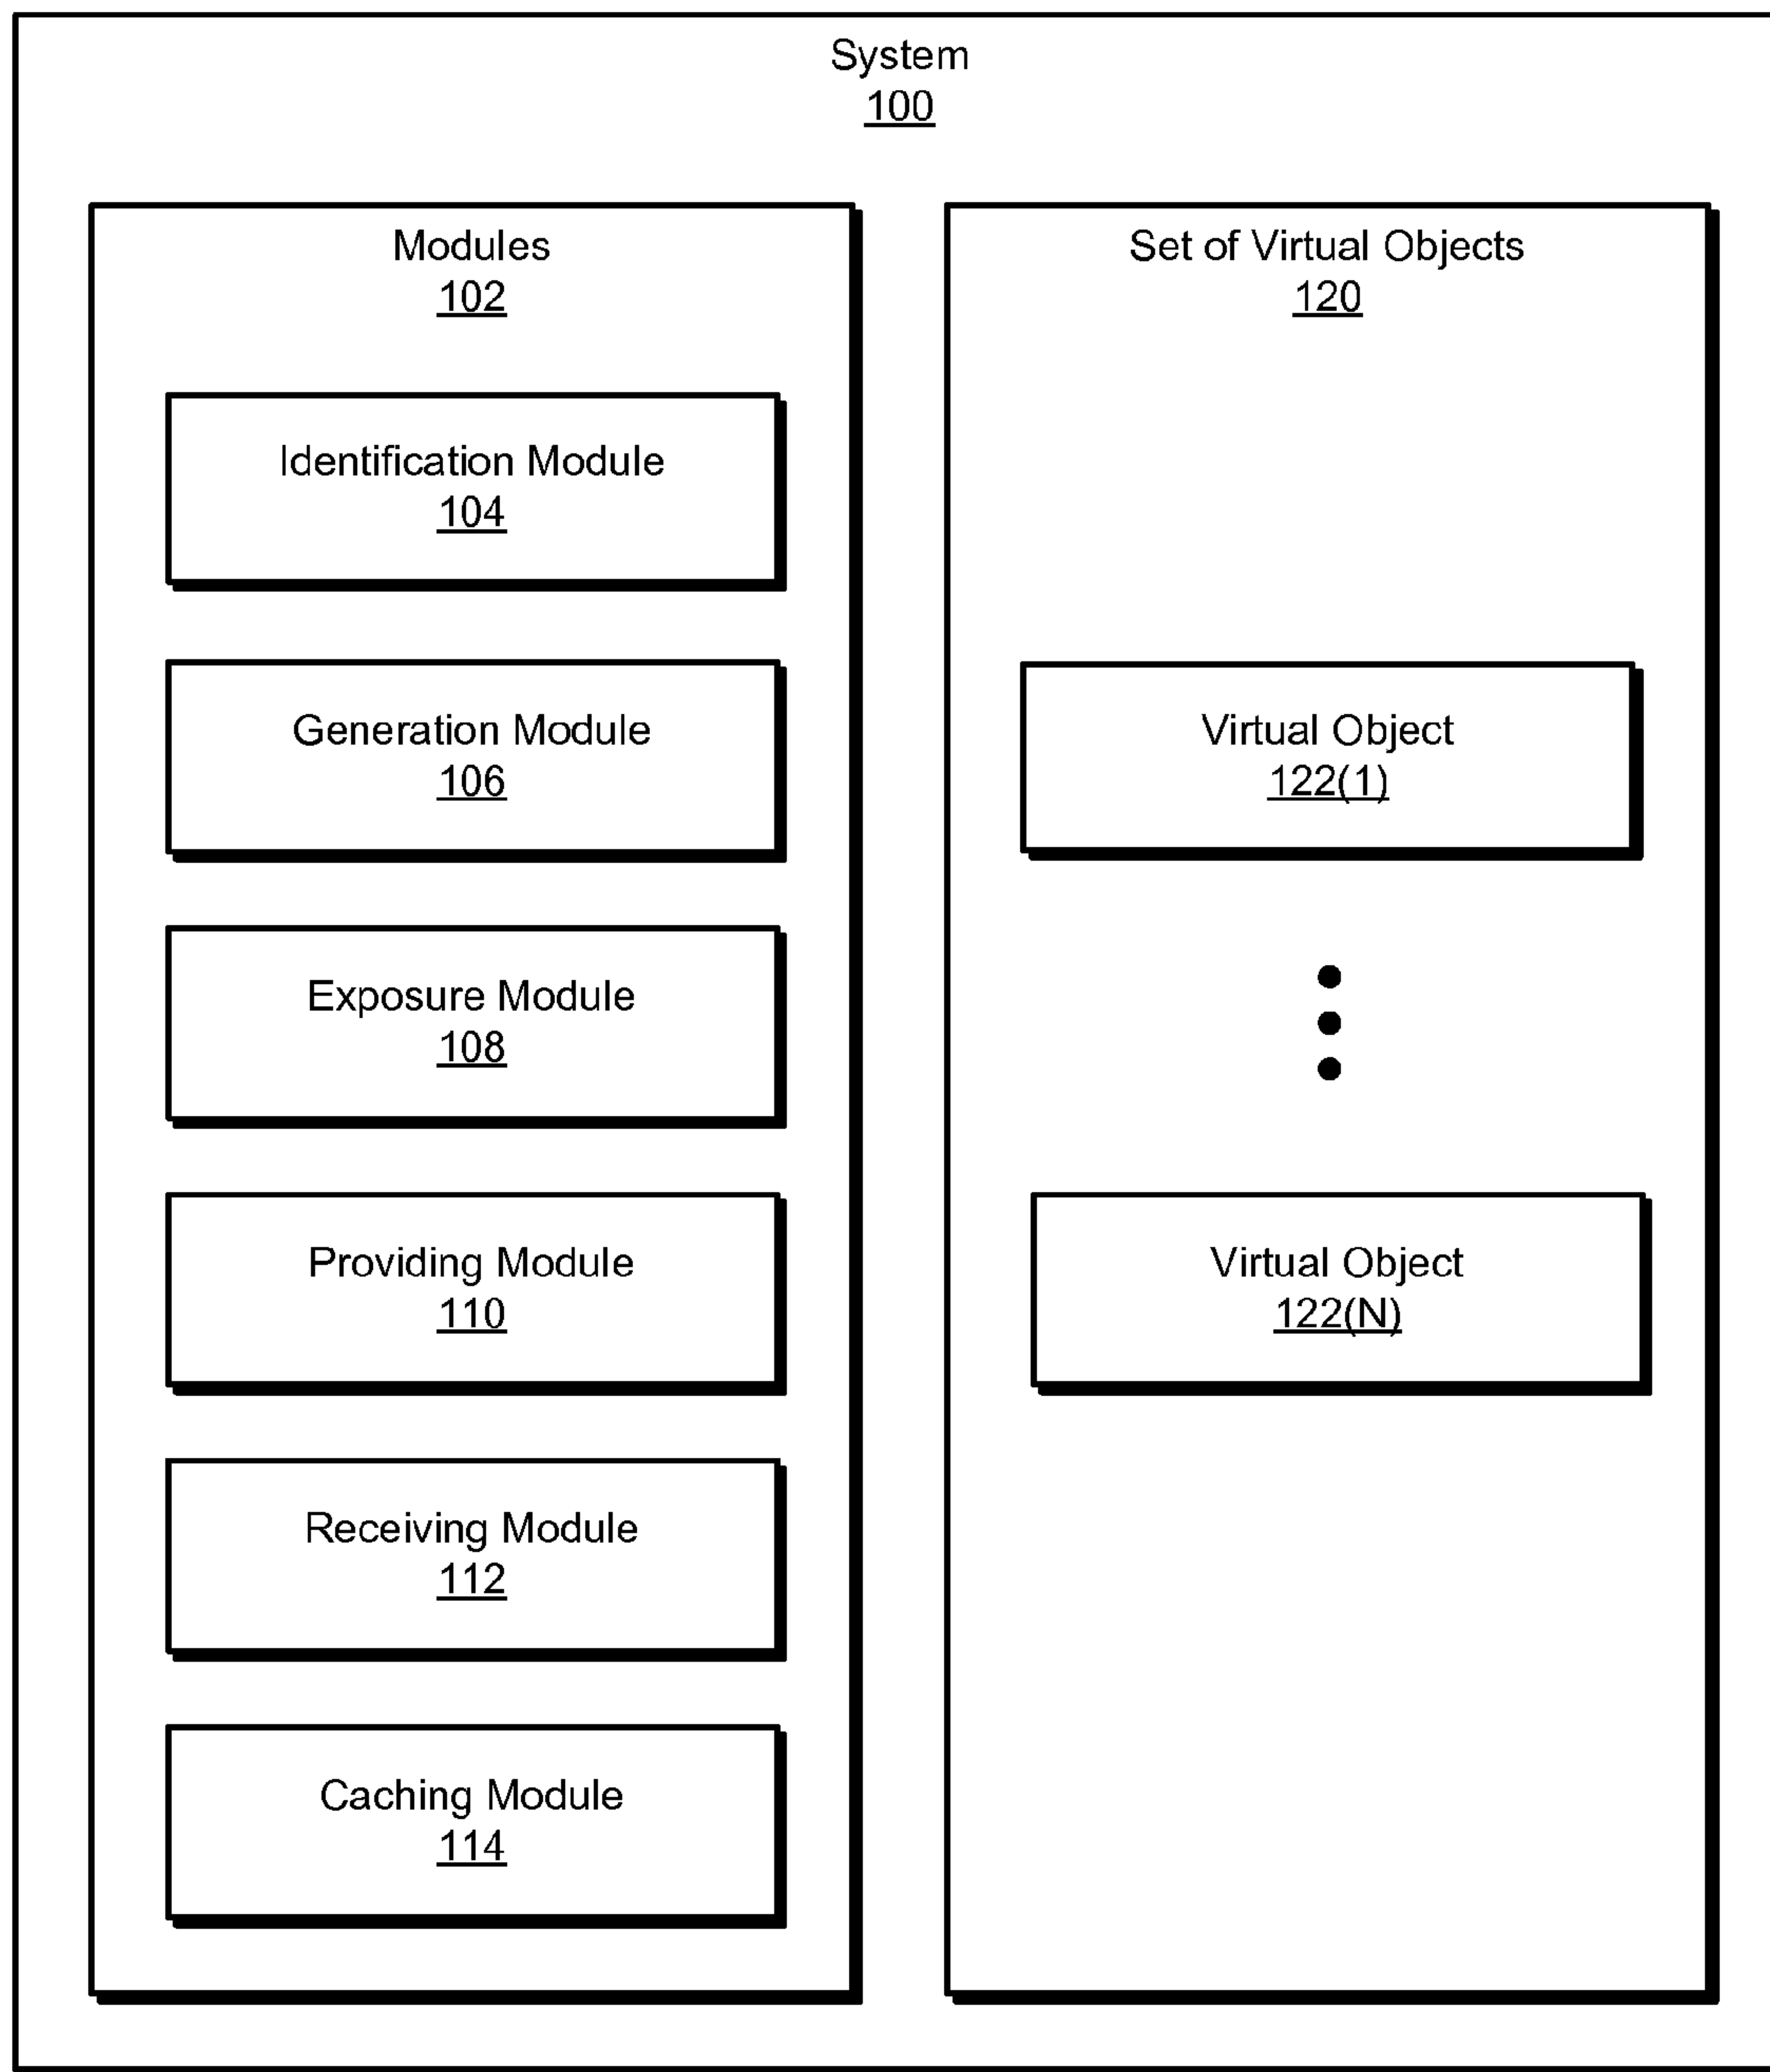 System
100
Modules
102
Identification Module
104
Generation Module
106
Exposure Module
108
Providing Module
110
Receiving Module
112
Caching Module
114
Set of Virtual Objects
120
Virtual Object
122(1)
Virtual Object
122(N)